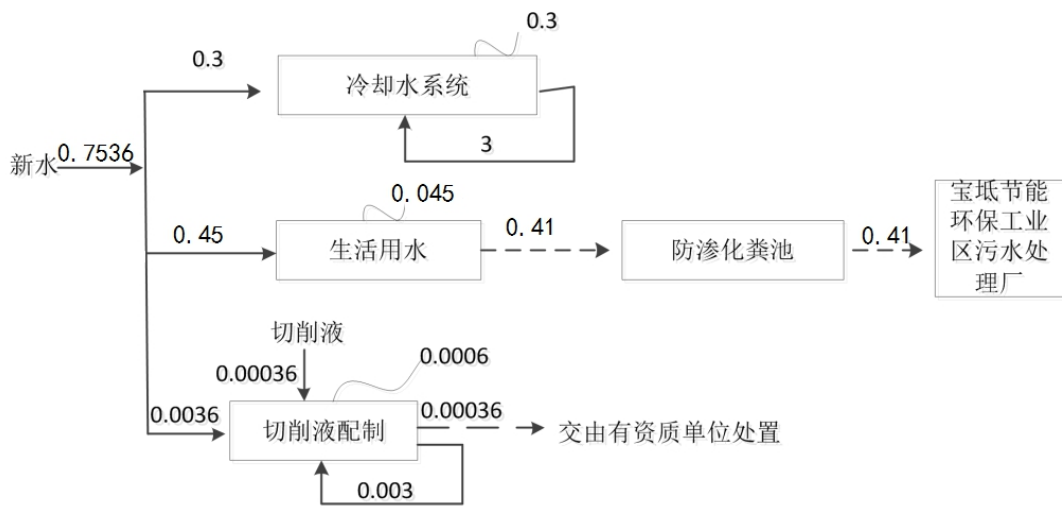 0.3
0.3
冷却水系统
3
新水
0.7536
0.045
0.45
生活用水
0.41
防渗化粪池
0.41
宝坻节能
环保工业
区污水处
理厂
切削液
0.00036
0.0006
0.0036
切削液配制
0.00036
交由有资质单位处置
0.003